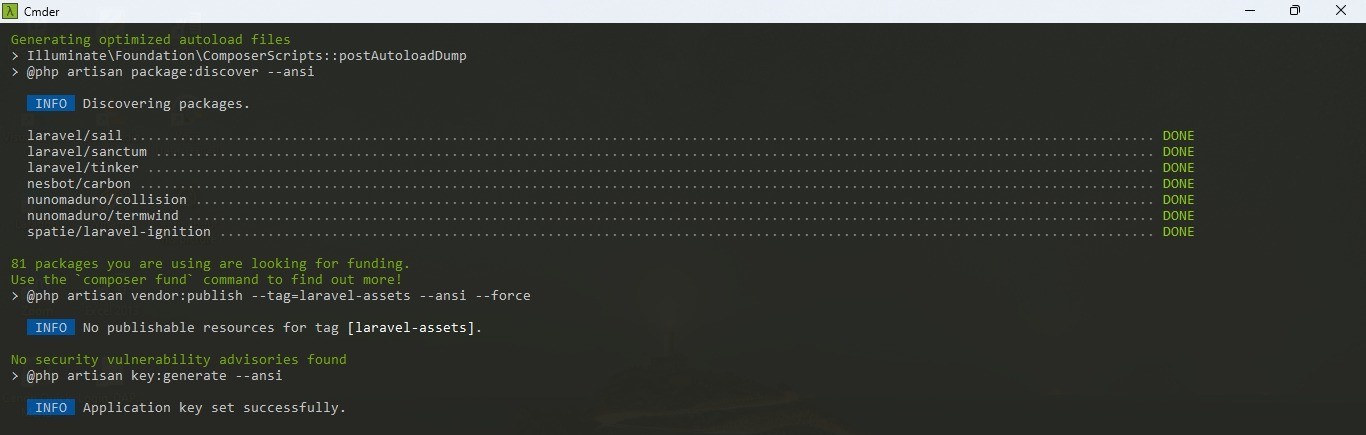 λ Cmder
Generating optimized autoload files
> Illuminate\Foundation\ComposerScripts::postAutoloadDump
> @php artisan package:discover --ansi
INFO Discovering packages.
laravel/sail ................................................................................................................................ DONE
laravel/sanctum ............................................................................................................................. DONE
laravel/tinker .............................................................................................................................. DONE
nesbot/carbon ............................................................................................................................... DONE
nunomaduro/collision ........................................................................................................................ DONE
nunomaduro/termwind ......................................................................................................................... DONE
spatie/laravel-ignition ..................................................................................................................... DONE
81 packages you are using are looking for funding.
Use the `composer fund` command to find out more!
> @php artisan vendor:publish --tag=laravel-assets --ansi --force
INFO No publishable resources for tag [laravel-assets].
No security vulnerability advisories found
> @php artisan key:generate --ansi
INFO Application key set successfully.